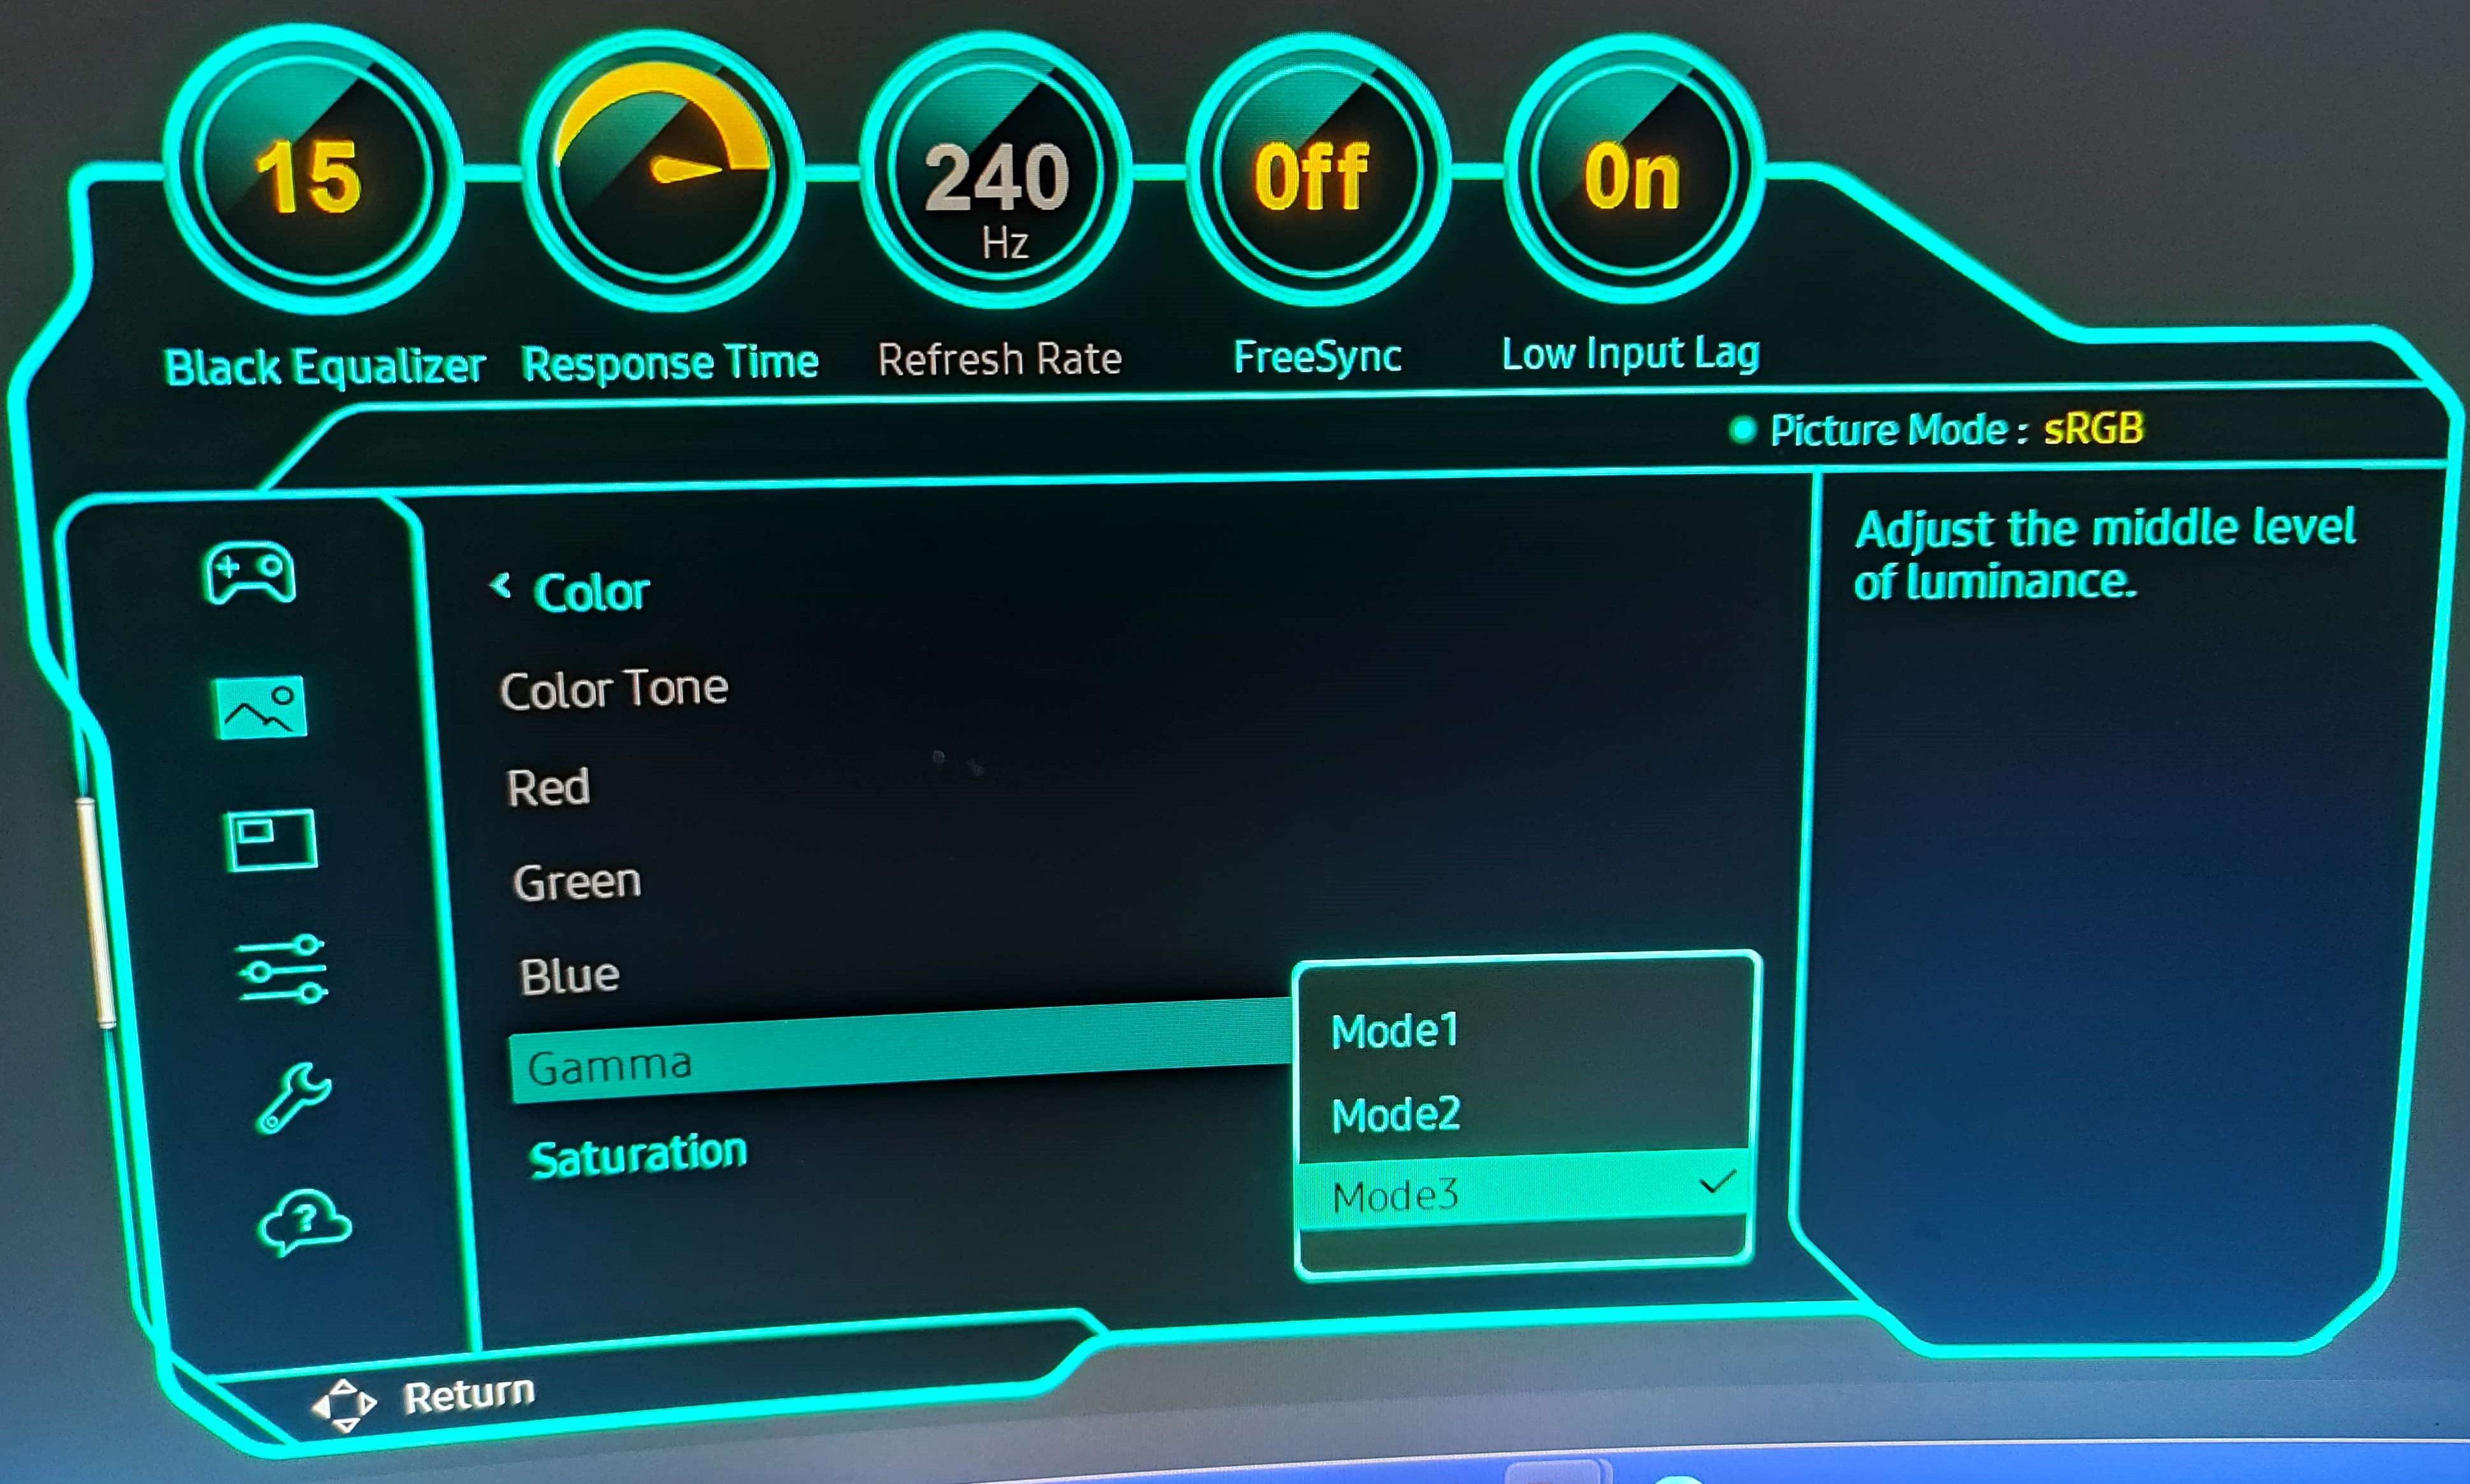 15
240
Hz
Off
On
Black Equalizer
Response Time
Refresh Rate
FreeSync
Low Input Lag
Picture Mode : sRGB
Color
Color Tone
Red
Green
Blue
Gamma
Saturation
Mode1
Mode2
Mode3
Adjust the middle level
of luminance.
?
Return